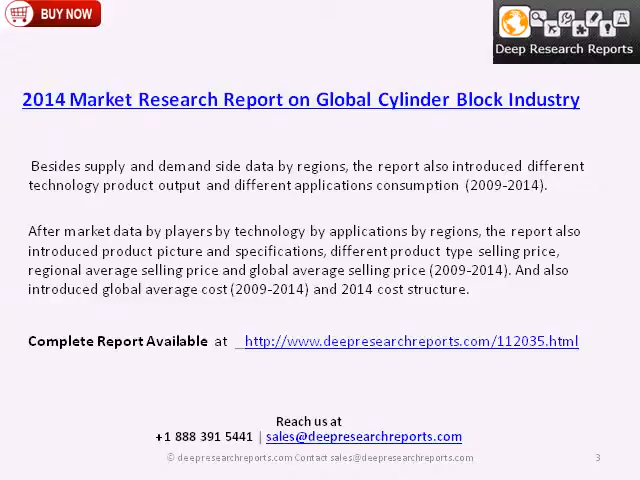 BUY NOW
Deep Research Reports
2014 Market Research Report on Global Cylinder Block Industry
Besides supply and demand side data by regions, the report also introduced different
technology product output and different applications consumption (2009-2014).
After market data by players by technology by applications by regions, the report also
introduced product picture and specifications, different product type selling price,
regional average selling price and global average selling price (2009-2014). And also
introduced global average cost (2009-2014) and 2014 cost structure.
Complete Report Available at http://www.deepresearchreports.com/112035.html
Reach us at
+1 888 391 5441 | sales@deepresearchreports.com
© deepresearchreports.com Contact sales@deepresearchreports.com 3